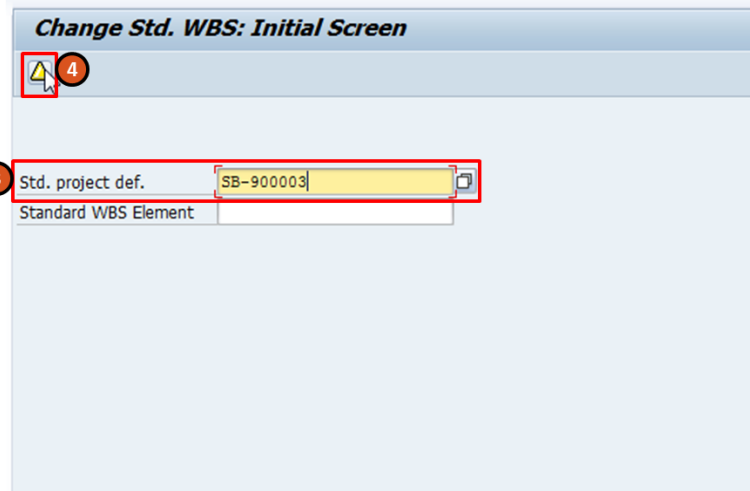 Change Std. WBS: Initial Screen
4
Std. project def. SB-900003
Standard WBS Element